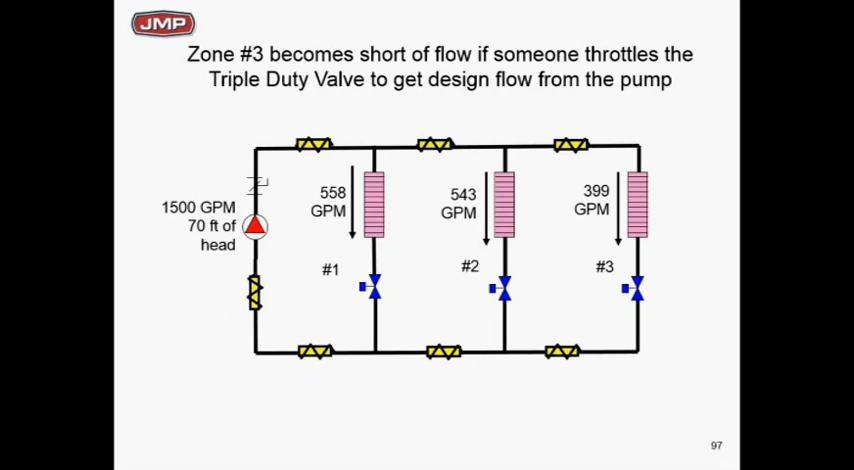 JMP
Zone #3 becomes short of flow if someone throttles the
Triple Duty Valve to get design flow from the pump
1500 GPM
70 ft of
head
558
GPM
#1
543
GPM
#2
399
GPM
#3
97